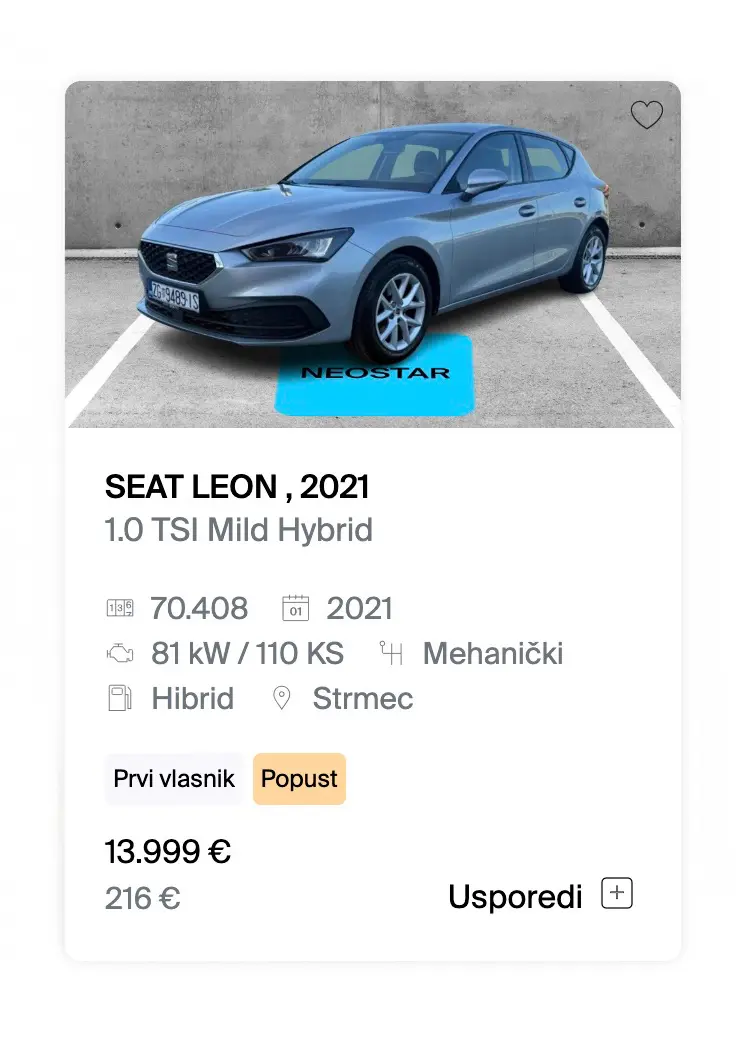 ZG 9489-IS
NEOSTAR
SEAT LEON , 2021
1.0 TSI Mild Hybrid
70.408 01 2021
81 kW / 110 KS Mehanički
Hibrid Strmec
Prvi vlasnik Popust
13.999 €
216 €
Usporedi